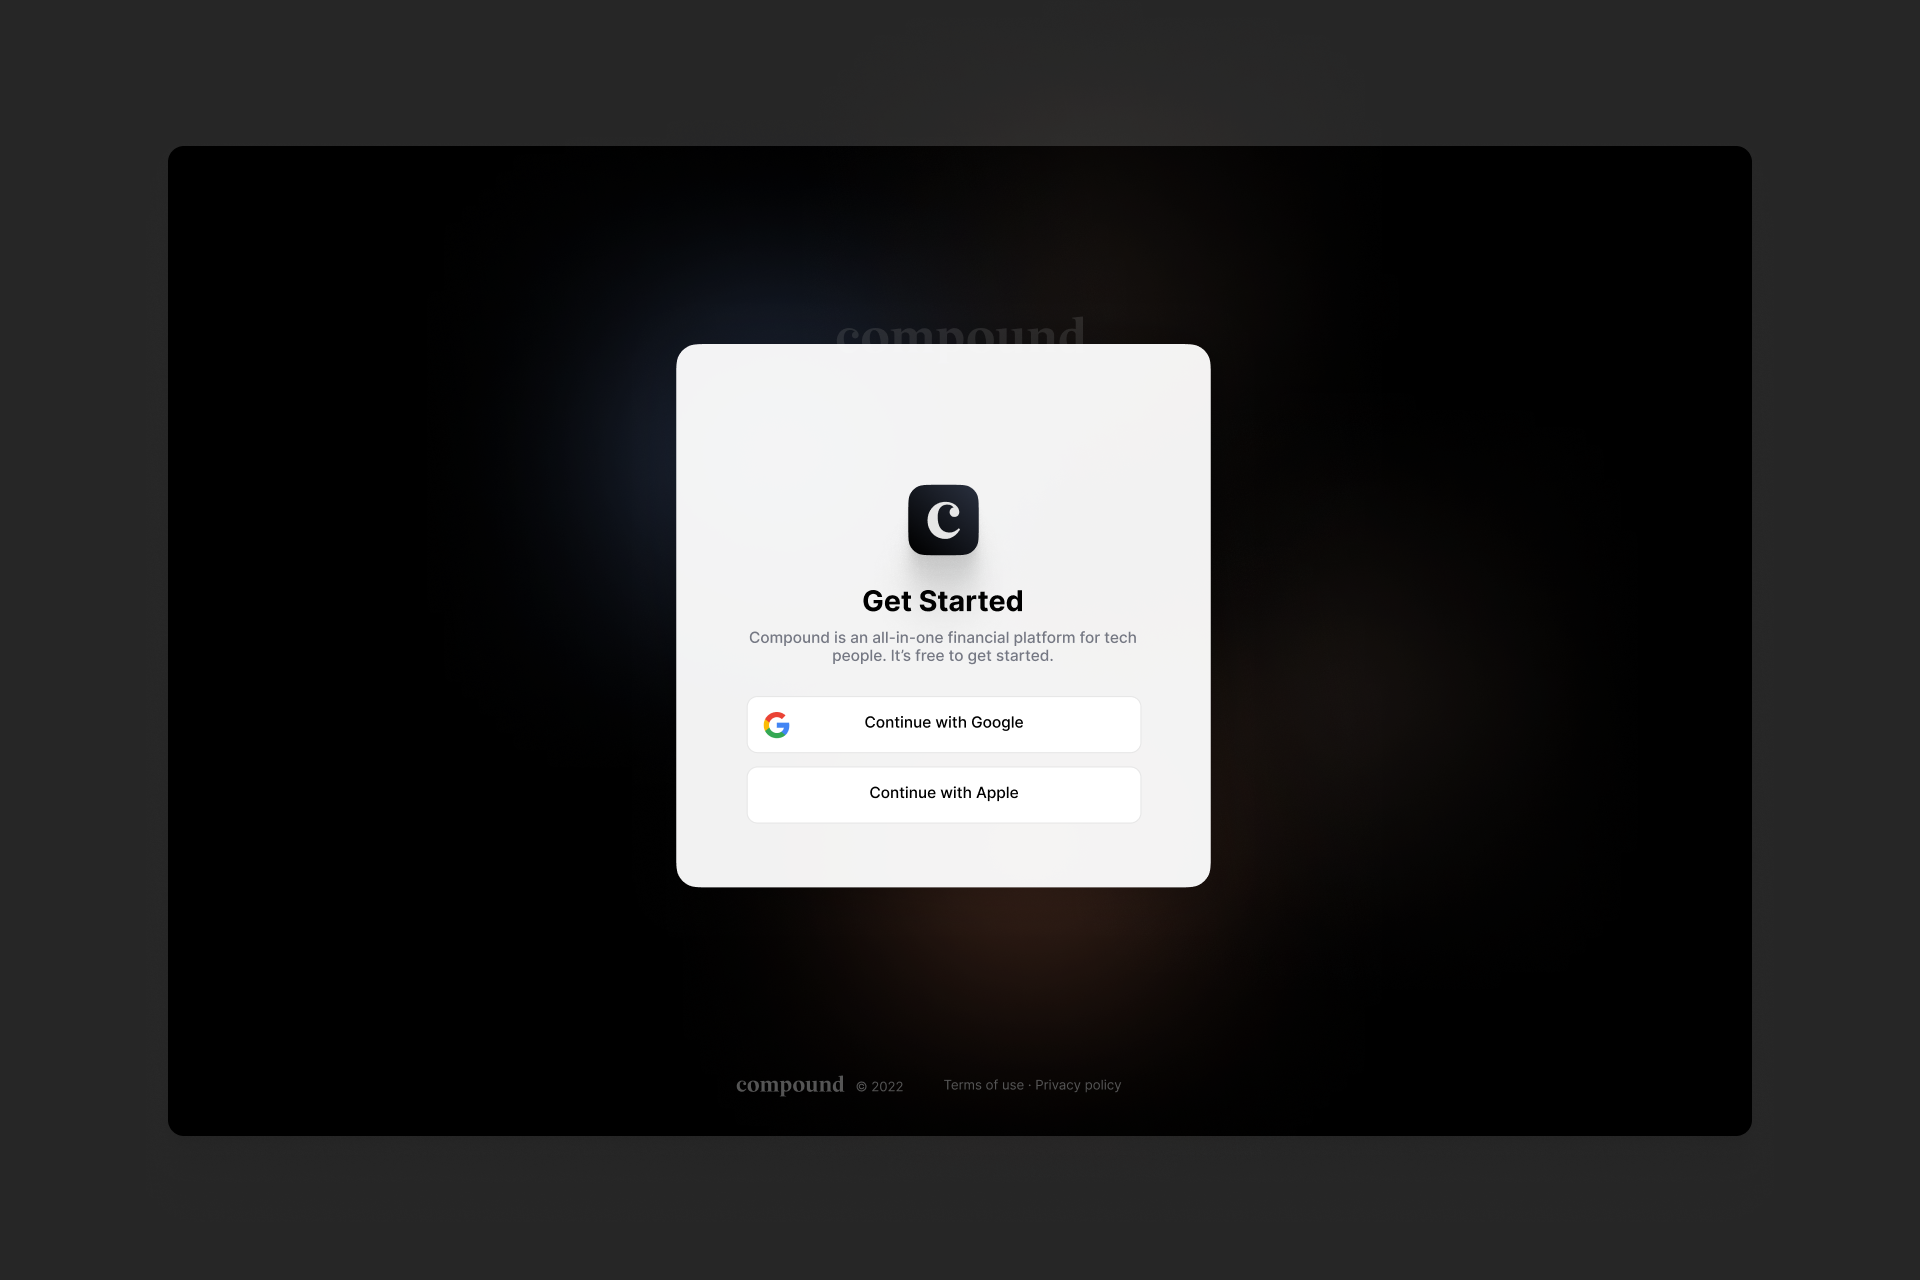 compound
C
Get Started
Compound is an all-in-one financial platform for tech
people. It’s free to get started.
Continue with Google
Continue with Apple
compound © 2022 Terms of use · Privacy policy